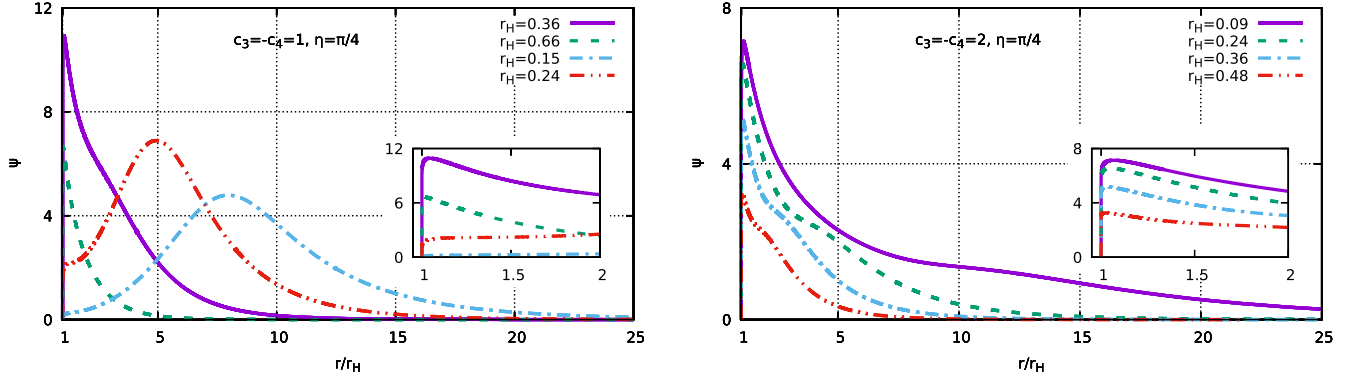 12
8
4
0
ψ
c3=-c4=1, η=π/4
rH=0.36
rH=0.66
rH=0.15
rH=0.24
12
6
0
1
1.5
2
1
5
10
15
20
25
r/rH
8
4
0
ψ
c3=-c4=2, η=π/4
rH=0.09
rH=0.24
rH=0.36
rH=0.48
8
4
0
1
1.5
2
1
5
10
15
20
25
r/rH